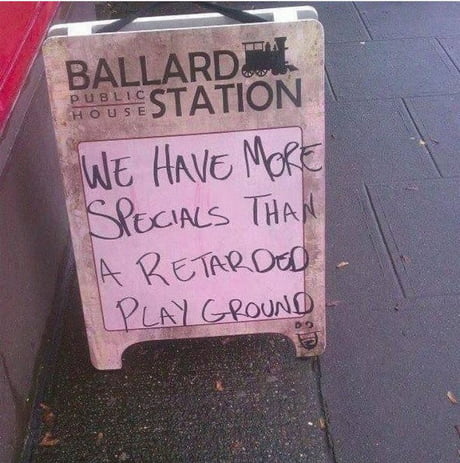 BALLARD
PUBLIC
HOUSE STATION
WE HAVE MORE
SPECIALS THAN
A RETARDED
PLAY GROUND